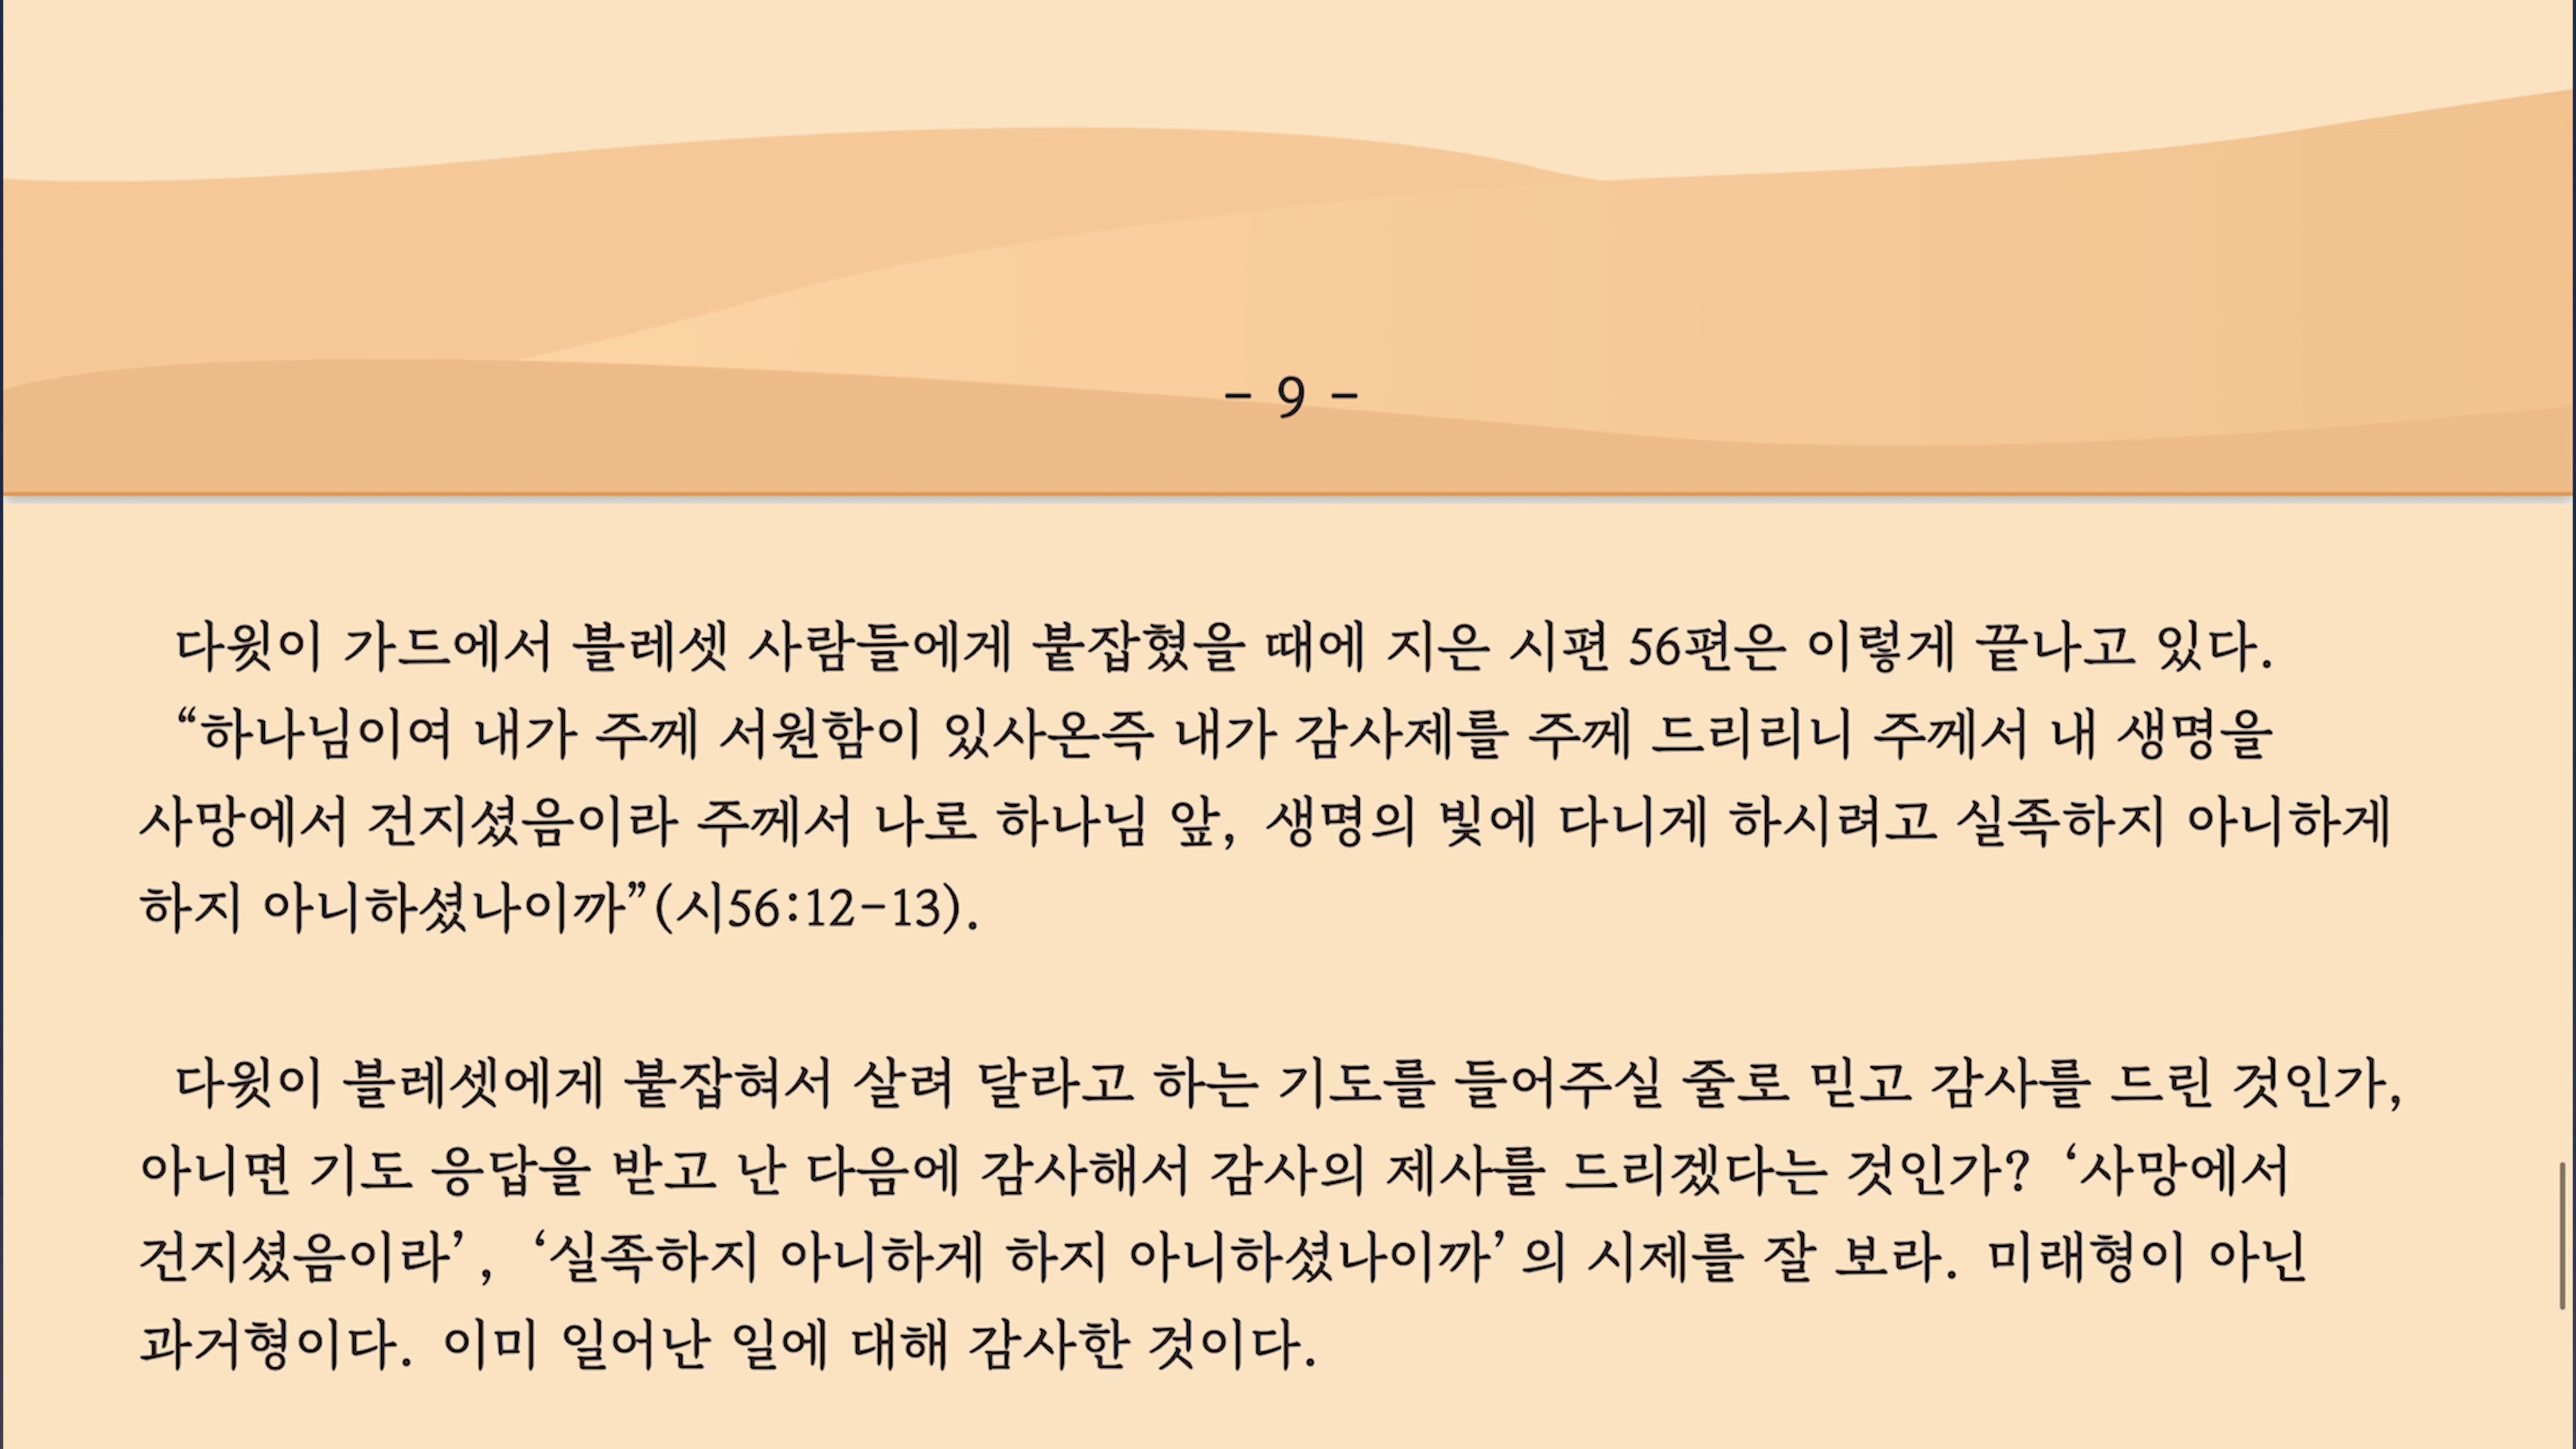 - 9 -
다윗이 가드에서 블레셋 사람들에게 붙잡혔을 때에 지은 시편 56편은 이렇게 끝나고 있다.
“하나님이여 내가 주께 서원함이 있사온즉 내가 감사제를 주께 드리리니 주께서 내 생명을
사망에서 건지셨음이라 주께서 나로 하나님 앞, 생명의 빛에 다니게 하시려고 실족하지 아니하게
하지 아니하셨나이까”(시56:12-13).
다윗이 블레셋에게 붙잡혀서 살려 달라고 하는 기도를 들어주실 줄로 믿고 감사를 드린 것인가,
아니면 기도 응답을 받고 난 다음에 감사해서 감사의 제사를 드리겠다는 것인가? ‘사망에서
건지셨음이라’, ‘실족하지 아니하게 하지 아니하셨나이까’의 시제를 잘 보라. 미래형이 아닌
과거형이다. 이미 일어난 일에 대해 감사한 것이다.